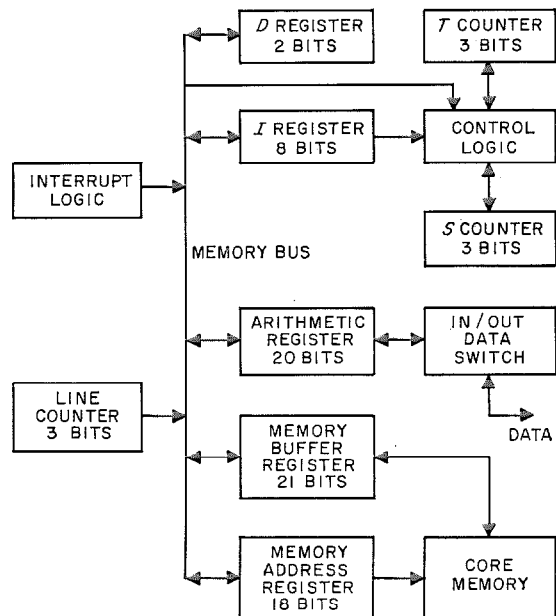 D REGISTER
2 BITS
T COUNTER
3 BITS
I REGISTER
8 BITS
CONTROL
LOGIC
INTERRUPT
LOGIC
S COUNTER
3 BITS
MEMORY BUS
ARITHMETIC
REGISTER
20 BITS
IN/OUT
DATA
SWITCH
LINE
COUNTER
3 BITS
DATA
MEMORY
BUFFER
REGISTER
21 BITS
MEMORY
ADDRESS
REGISTER
18 BITS
CORE
MEMORY